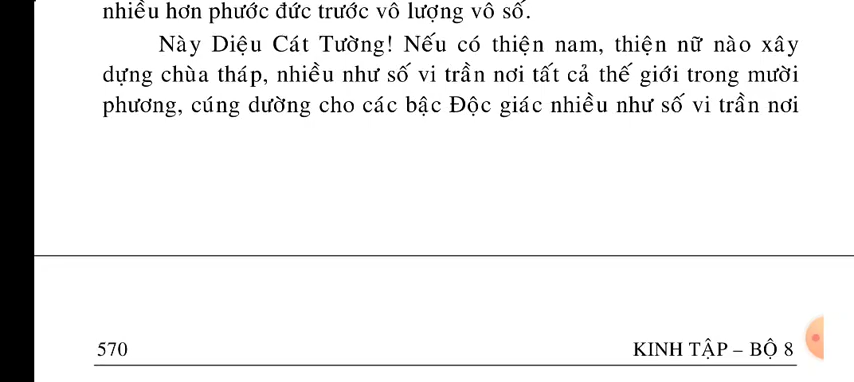 nhiều hơn phước đức trước vô lượng vô số.
Này Diệu Cát Tường! Nếu có thiện nam, thiện nữ nào xây
dựng chùa tháp, nhiều như số vi trần nơi tất cả thế giới trong mười
phương, cúng dường cho các bậc Độc giác nhiều như số vi trần nơi
570
KINH TẬP – BỘ 8